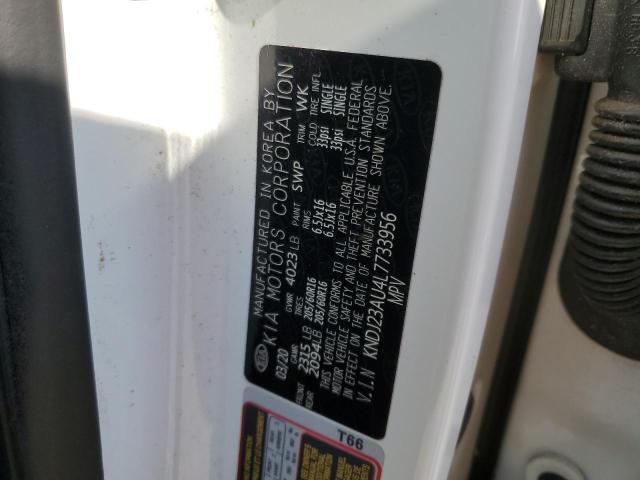 KIA
MANUFACTURED IN KOREA BY
KIA MOTORS CORPORATION
03/20 GVWR 4023 LB PAINT SWP TRIM WK
GAWR TIRES RIMS COLD TIRE INFL
FRONT 2315 LB 205/60R16 6.5Jx16 33psi SINGLE
REAR 2094 LB 205/60R16 6.5Jx16 33psi SINGLE
THIS VEHICLE CONFORMS TO ALL APPLICABLE U.S.A. FEDERAL
MOTOR VEHICLE SAFETY AND THEFT PREVENTION STANDARDS
IN EFFECT ON THE DATE OF MANUFACTURE SHOWN ABOVE.
V.I.N KNDJ23AU4L7733956
MPV
T66